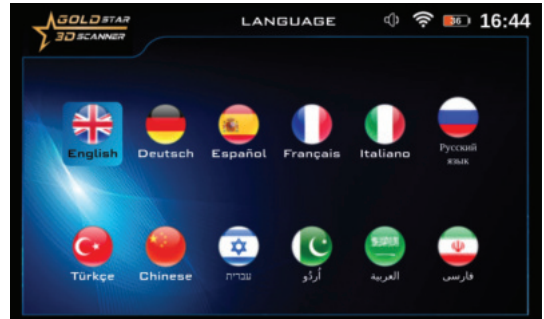 GOLD STAR
3D SCANNER
LANGUAGE
36
16:44
English
Deutsch
Español
Français
Italiano
Русский
язык
Türkçe
Chinese
עברית
اُردُو
العربية
فارسی